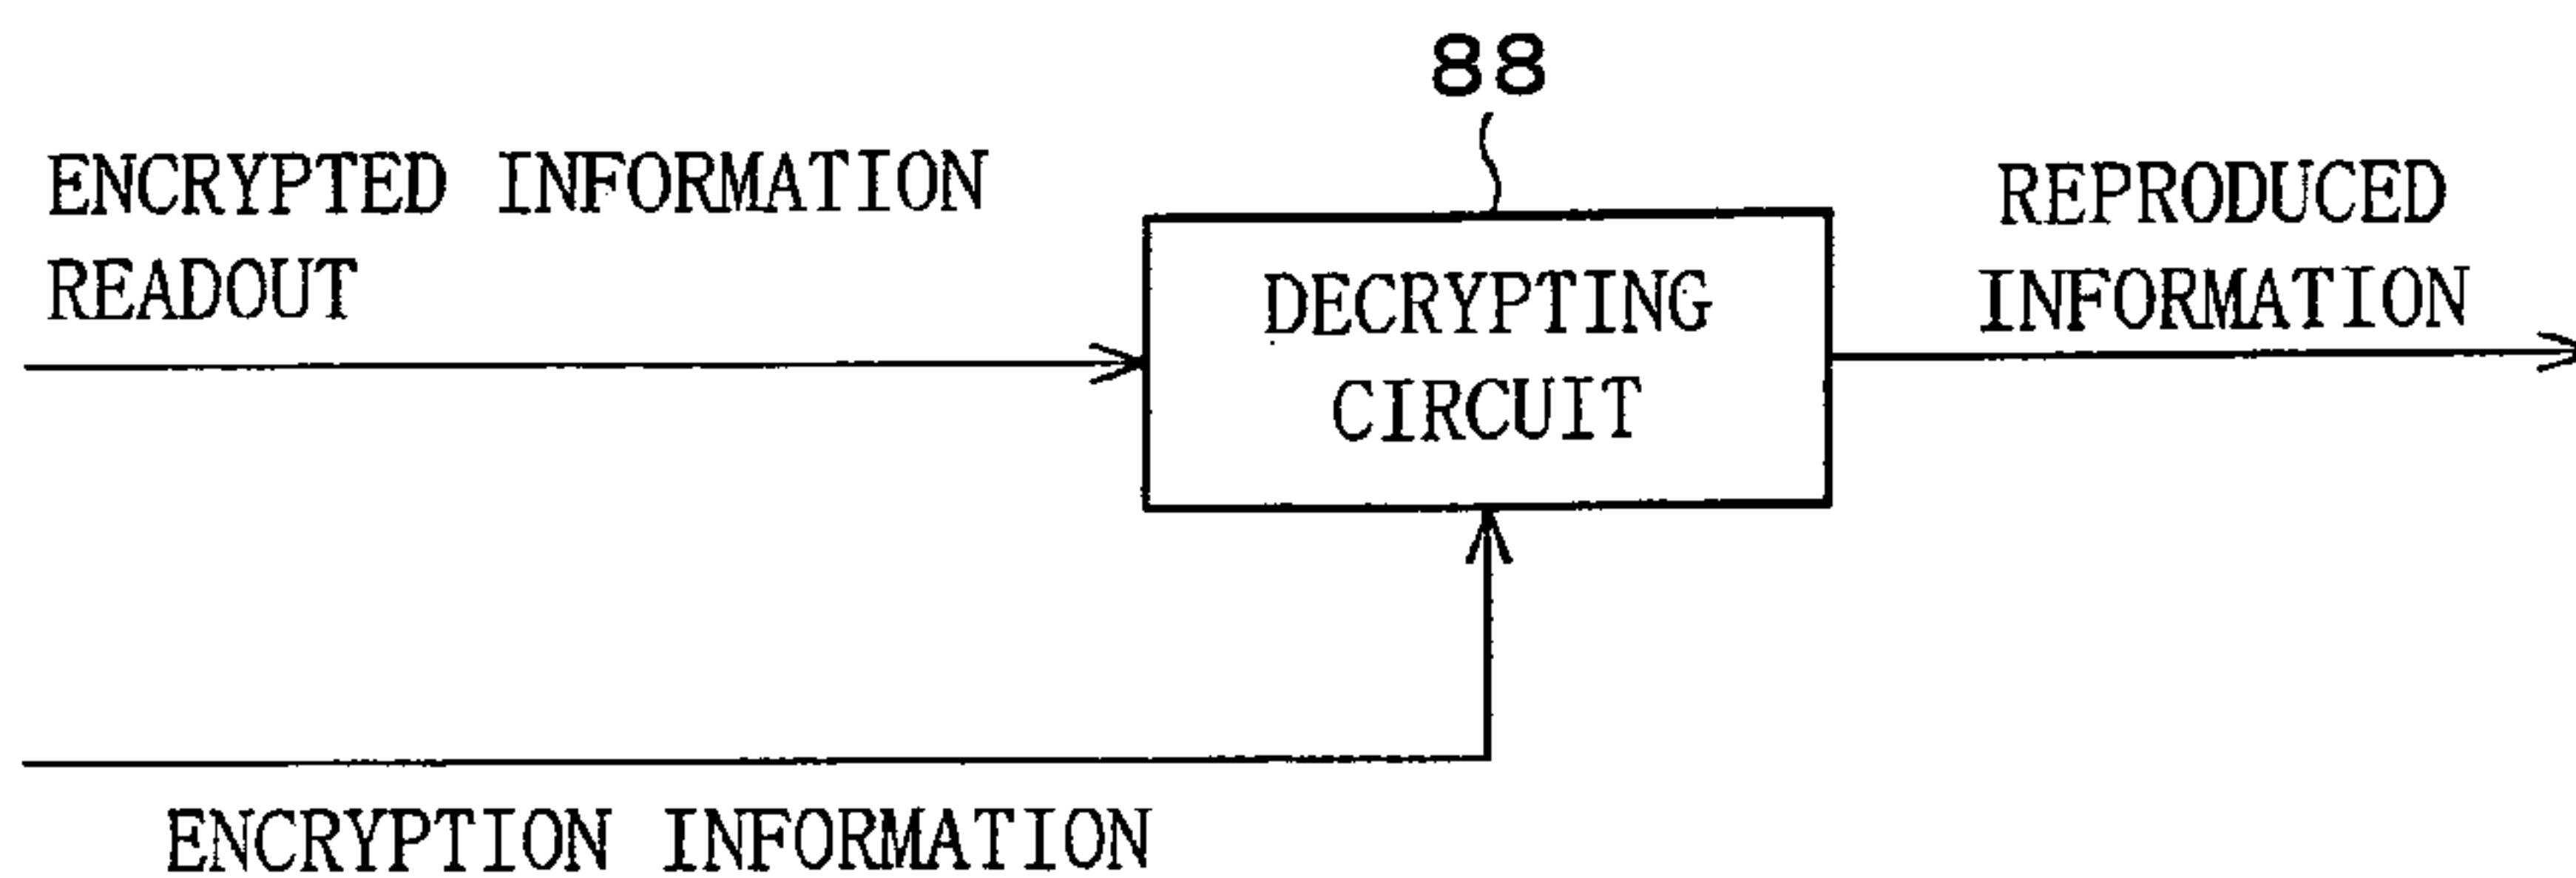 88
ENCRYPTED INFORMATION
READOUT
DECRYPTING
CIRCUIT
REPRODUCED
INFORMATION
ENCRYPTION INFORMATION